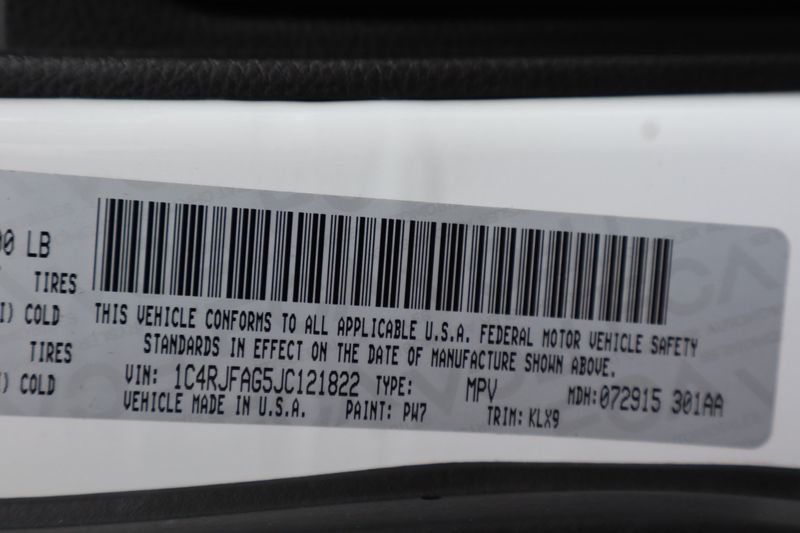 00 LB
TIRES
I) COLD
TIRES
COLD
THIS VEHICLE CONFORMS TO ALL APPLICABLE U.S.A. FEDERAL MOTOR VEHICLE SAFETY
STANDARDS IN EFFECT ON THE DATE OF MANUFACTURE SHOWN ABOVE.
VIN: 1C4RJFAG5JC121822 TYPE: MPV MDH:072915 301AA
VEHICLE MADE IN U.S.A. PAINT: PW7 TRIM: KLX9